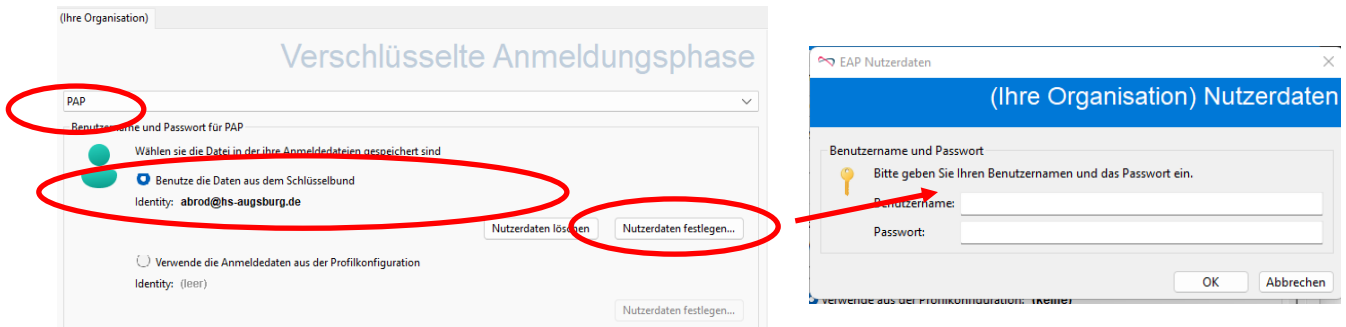 (Ihre Organisation)
Verschlüsselte Anmeldungsphase
PAP
Benutzername und Passwort für PAP
Wählen sie die Datei in der ihre Anmeldedateien gespeichert sind
Benutze die Daten aus dem Schlüsselbund
Identity: abrod@hs-augsburg.de
Nutzerdaten löschen Nutzerdaten festlegen...
Verwende die Anmeldedaten aus der Profilkonfiguration
Identity: (leer)
Nutzerdaten festlegen...
EAP Nutzerdaten
(Ihre Organisation) Nutzerdaten
Benutzername und Passwort
Bitte geben Sie Ihren Benutzernamen und das Passwort ein.
Benutzername:
Passwort:
OK Abbrechen
Verwende aus der Profilkonfiguration: (keine)